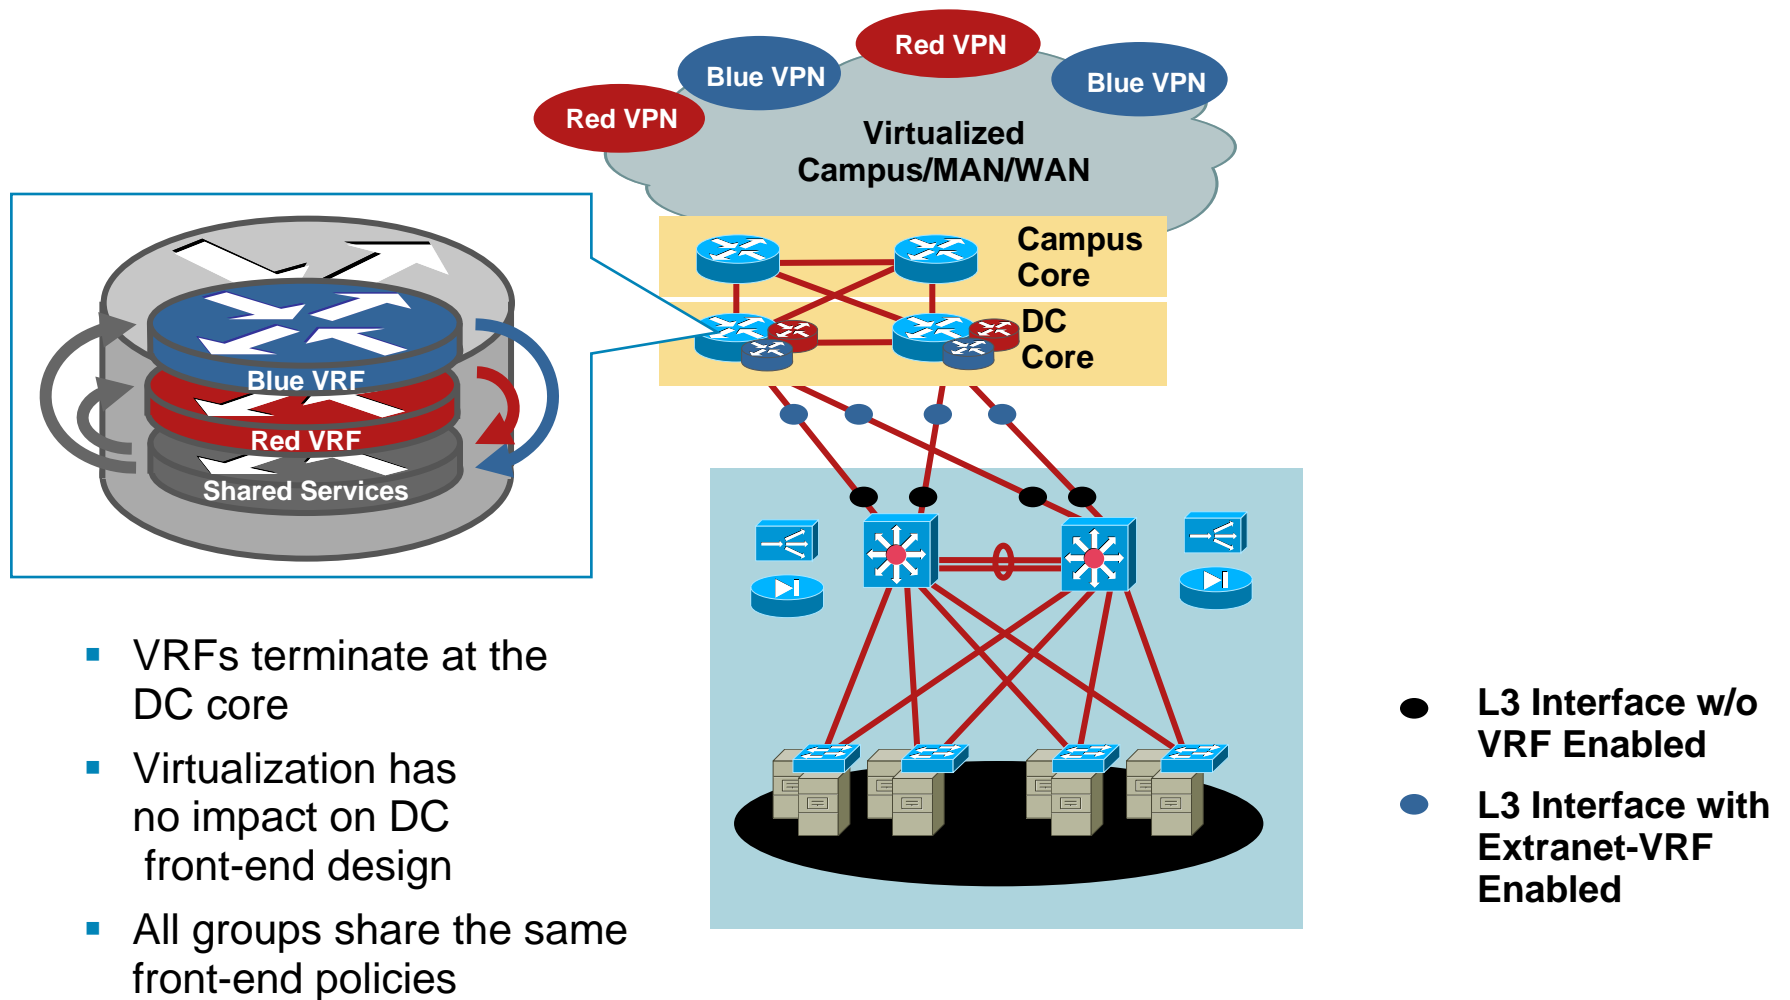 Red VPN
Blue VPN
Red VPN
Blue VPN
Virtualized
Campus/MAN/WAN
Campus
Core
DC
Core
Blue VRF
Red VRF
Shared Services
▪ VRFs terminate at the
DC core
▪ Virtualization has
no impact on DC
front-end design
▪ All groups share the same
front-end policies
L3 Interface w/o
VRF Enabled
L3 Interface with
Extranet-VRF
Enabled